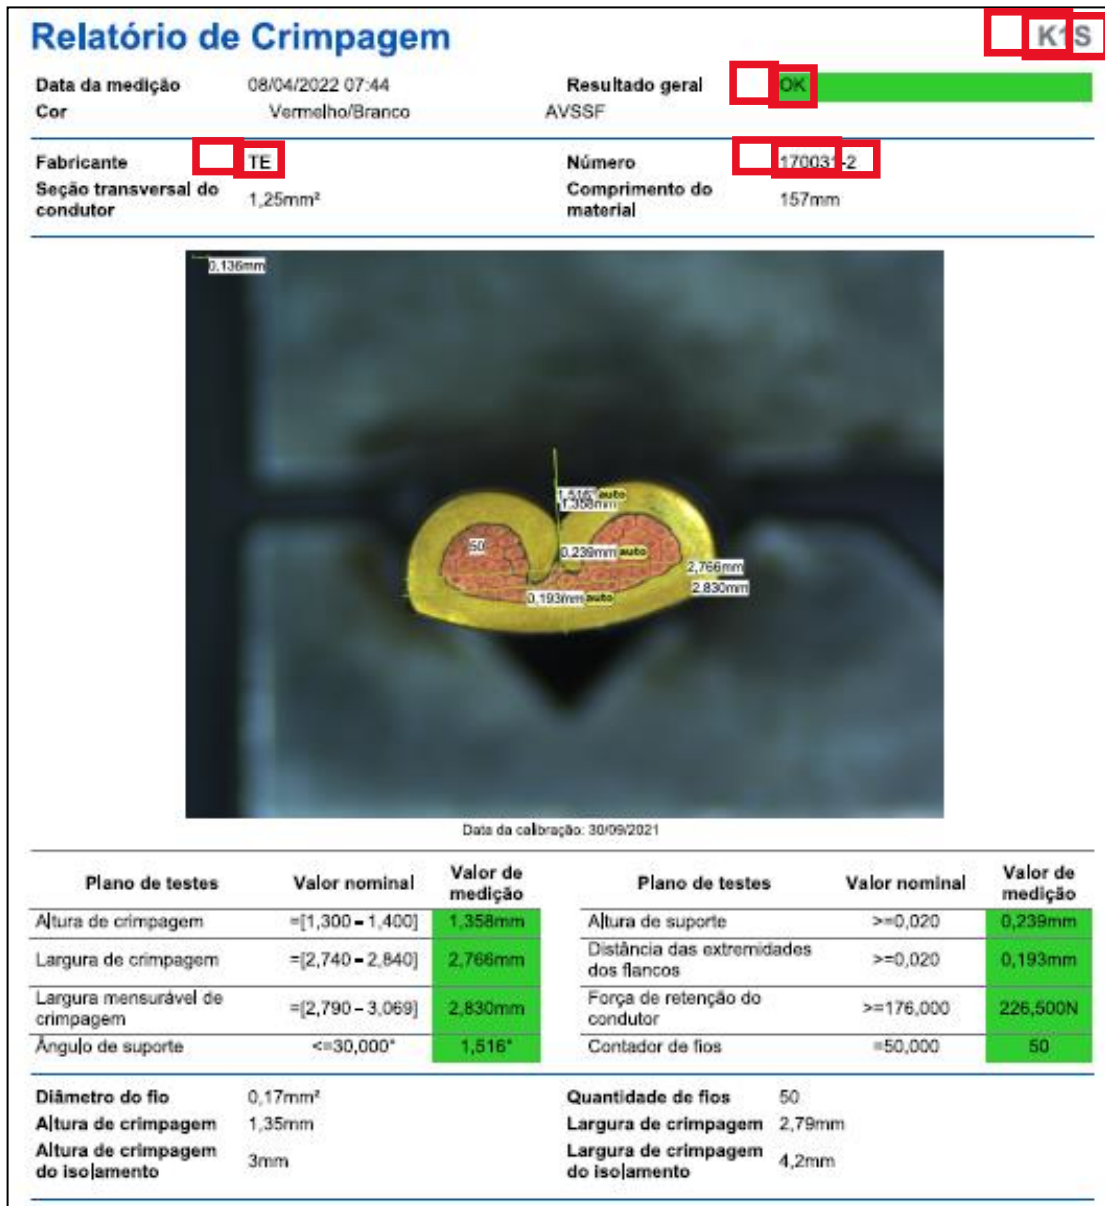 Relatório de Crimpagem
K1S
Data da medição 08/04/2022 07:44 Resultado geral OK
Cor Vermelho/Branco AVSSF
Fabricante TE Número 170031-2
Seção transversal do condutor 1,25mm² Comprimento do material 157mm
0,136mm
1,516° auto
1,358mm
50
0,239mm auto
2,766mm
2,830mm
0,193mm auto
Data da calibração: 30/09/2021
Plano de testes Valor nominal Valor de medição Plano de testes Valor nominal Valor de medição
Altura de crimpagem =[1,300 – 1,400] 1,358mm Altura de suporte >=0,020 0,239mm
Largura de crimpagem =[2,740 – 2,840] 2,766mm Distância das extremidades dos flancos >=0,020 0,193mm
Largura mensurável de crimpagem =[2,790 – 3,069] 2,830mm Força de retenção do condutor >=176,000 226,500N
Ângulo de suporte <=30,000° 1,516° Contador de fios =50,000 50
Diâmetro do fio 0,17mm² Quantidade de fios 50
Altura de crimpagem 1,35mm Largura de crimpagem 2,79mm
Altura de crimpagem do isolamento 3mm Largura de crimpagem do isolamento 4,2mm